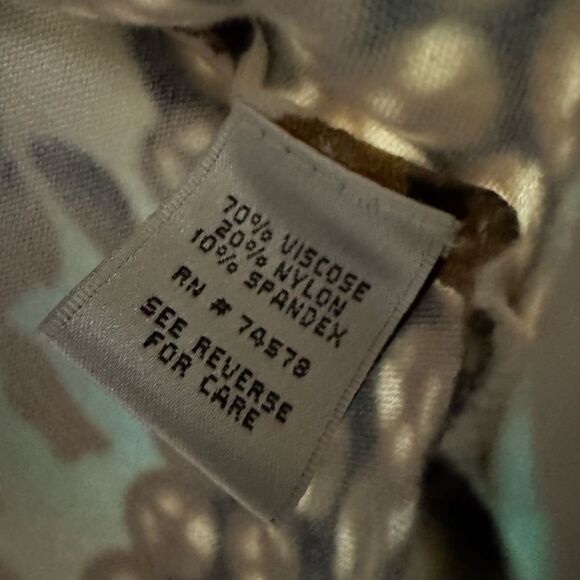 70% VISCOSE
20% NYLON
10% SPANDEX
RN # 74578
SEE REVERSE
FOR CARE